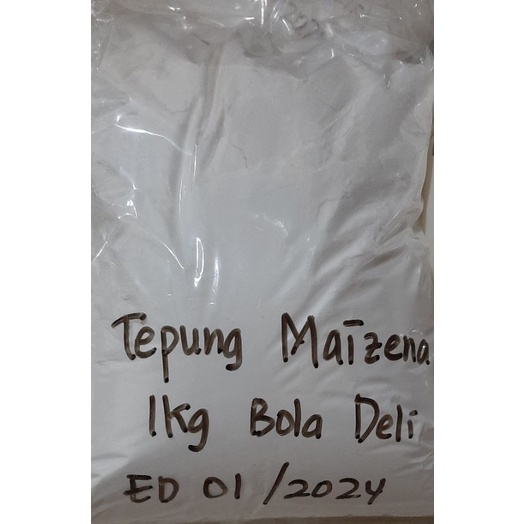 Tepung Maizena
1kg Bola Deli
ED 01/2024